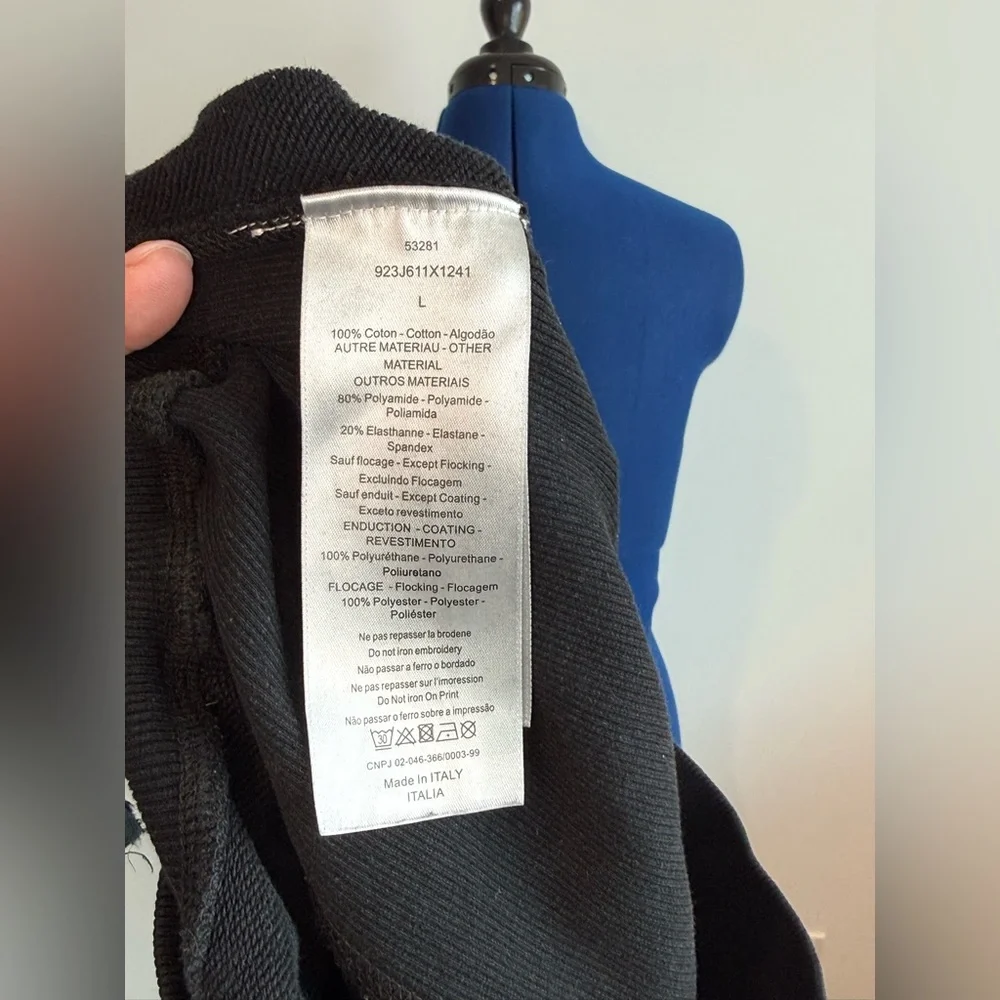 53281
923J611X1241
L
100% Coton - Cotton - Algodão
AUTRE MATERIAU - OTHER
MATERIAL
OUTROS MATERIAIS
80% Polyamide - Polyamide -
Poliamida
20% Elasthanne - Elastane -
Spandex
Sauf flocage - Except Flocking -
Excluindo Flocagem
Sauf enduit - Except Coating -
Exceto revestimento
ENDUCTION - COATING -
REVESTIMENTO
100% Polyuréthane - Polyurethane -
Poliuretano
FLOCAGE - Flocking - Flocagem
100% Polyester - Polyester -
Poliéster
Ne pas repasser la brodene
Do not iron embroidery
Não passar a ferro o bordado
Ne pas repasser sur l'imoression
Do Not iron On Print
Não passar o ferro sobre a impressão
30
CNPJ 02-046-366/0003-99
Made In ITALY
ITALIA